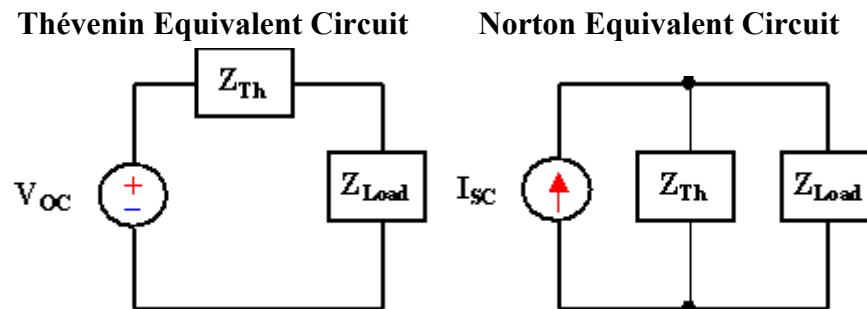 Thévenin Equivalent Circuit
Norton Equivalent Circuit
Z_Th
V_OC
+
−
Z_Load
I_SC
Z_Th
Z_Load